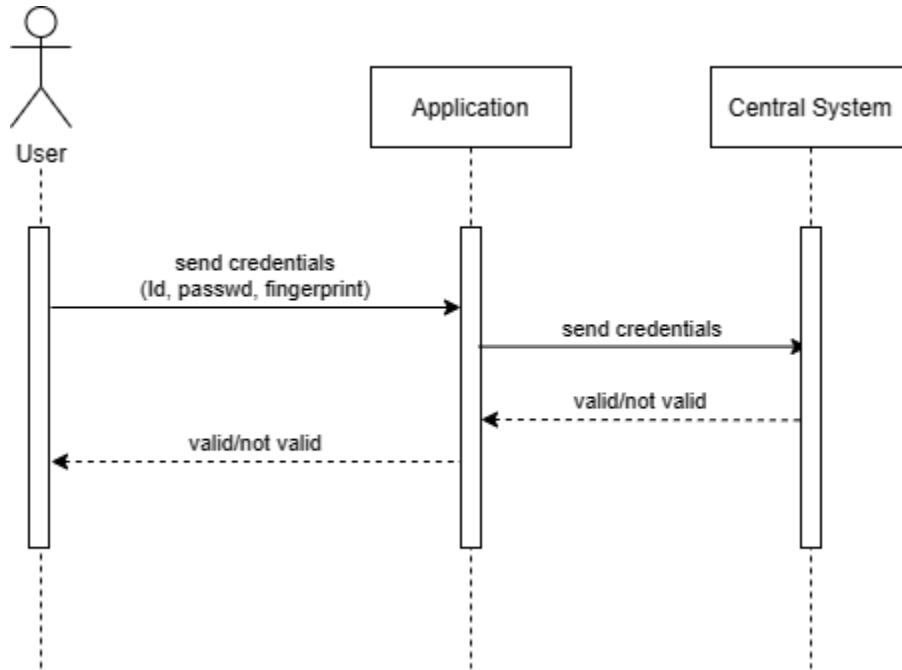 User
Application
Central System
send credentials
(Id, passwd, fingerprint)
send credentials
valid/not valid
valid/not valid